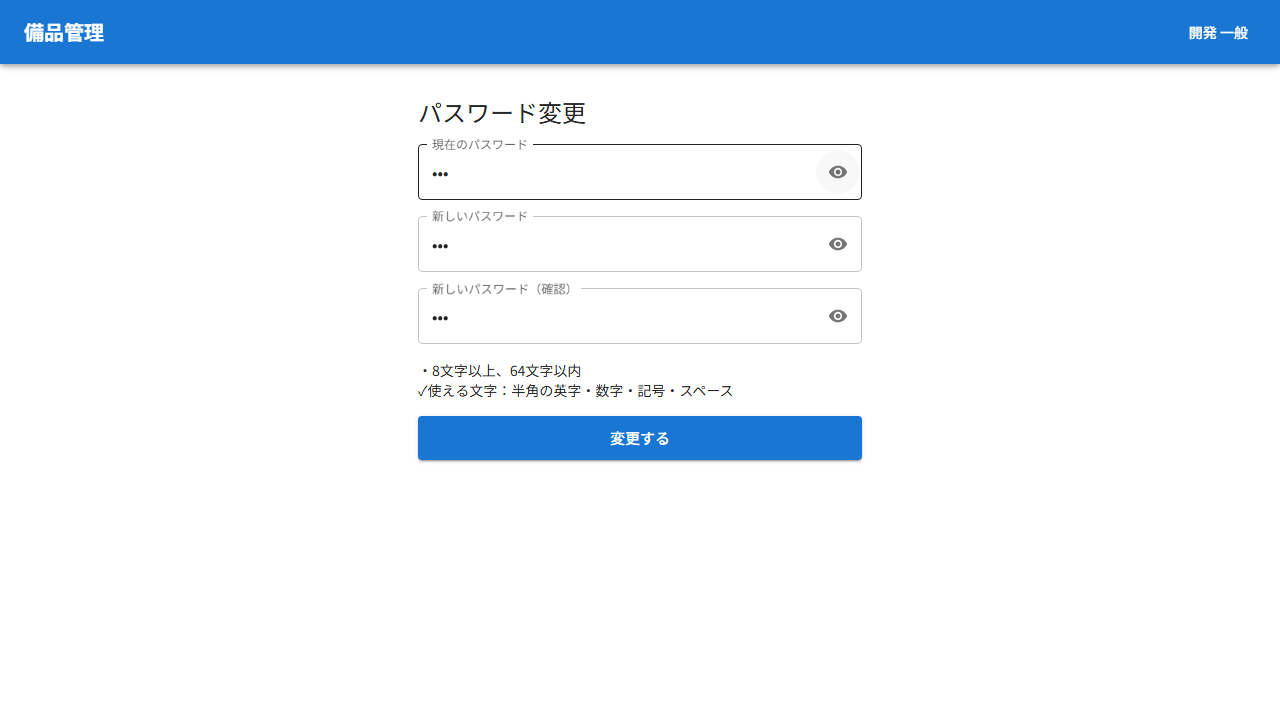 備品管理
開発 一般
パスワード変更
現在のパスワード
•••
新しいパスワード
•••
新しいパスワード（確認）
•••
・8文字以上、64文字以内
✓使える文字：半角の英字・数字・記号・スペース
変更する